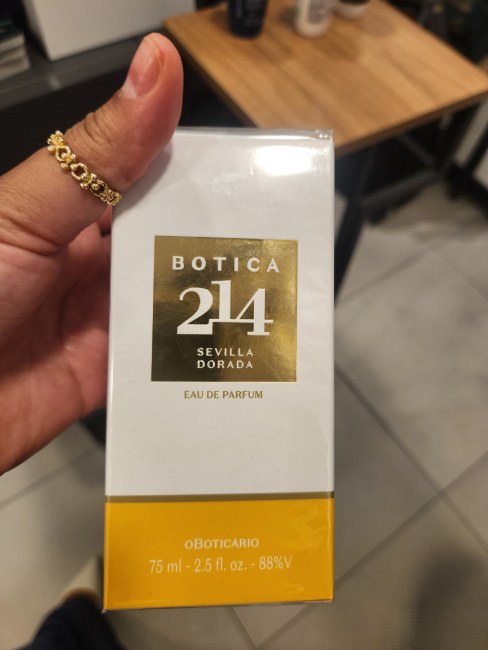 BOTICA
214
SEVILLA
DORADA
EAU DE PARFUM
oBOTICÁRIO
75 ml - 2.5 fl. oz. - 88%V